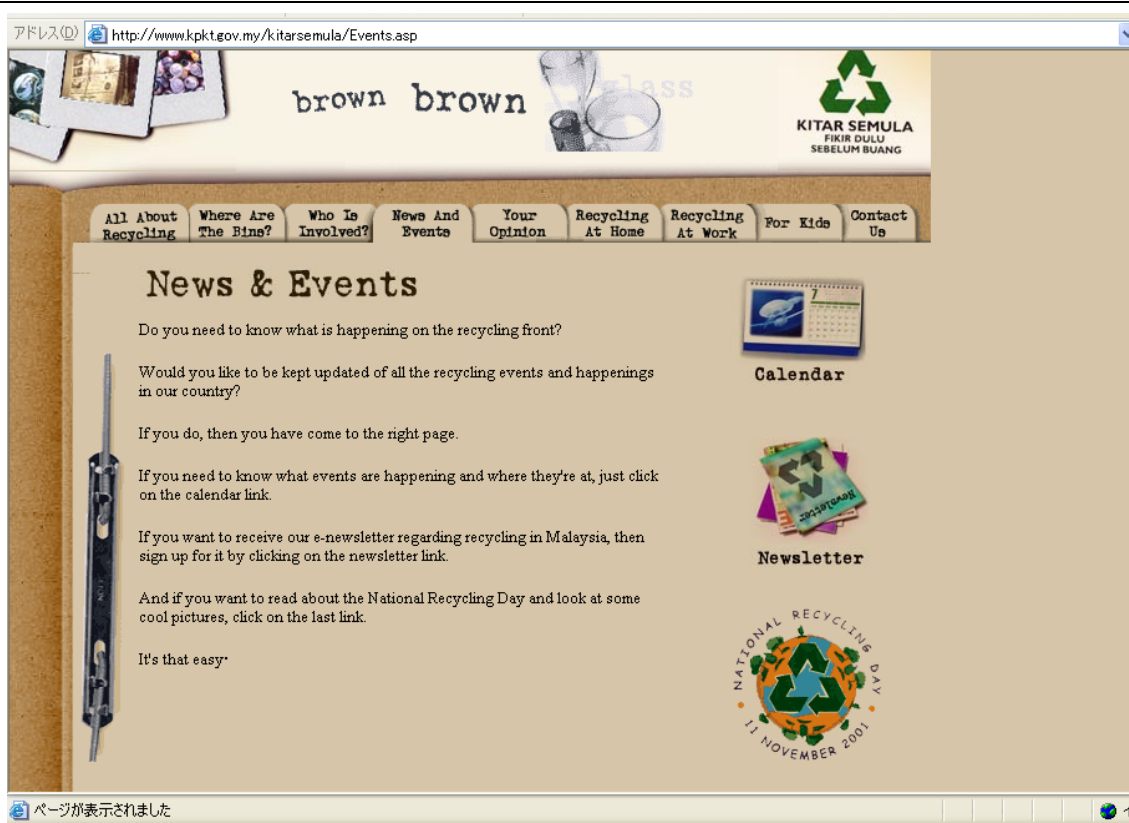 アドレス(D) http://www.kpkt.gov.my/kitarsemula/Events.asp
brown brown
glass
KITAR SEMULA
FIKIR DULU
SEBELUM BUANG
All About
Recycling
Where Are
The Bins?
Who Is
Involved?
News And
Events
Your
Opinion
Recycling
At Home
Recycling
At Work
For Kids
Contact
Us
News & Events
Do you need to know what is happening on the recycling front?
Would you like to be kept updated of all the recycling events and happenings
in our country?
If you do, then you have come to the right page.
If you need to know what events are happening and where they're at, just click
on the calendar link.
If you want to receive our e-newsletter regarding recycling in Malaysia, then
sign up for it by clicking on the newsletter link.
And if you want to read about the National Recycling Day and look at some
cool pictures, click on the last link.
It's that easy·
7
Calendar
Newsletter
Newsletter
NATIONAL RECYCLING DAY
11 NOVEMBER 2001
ページが表示されました